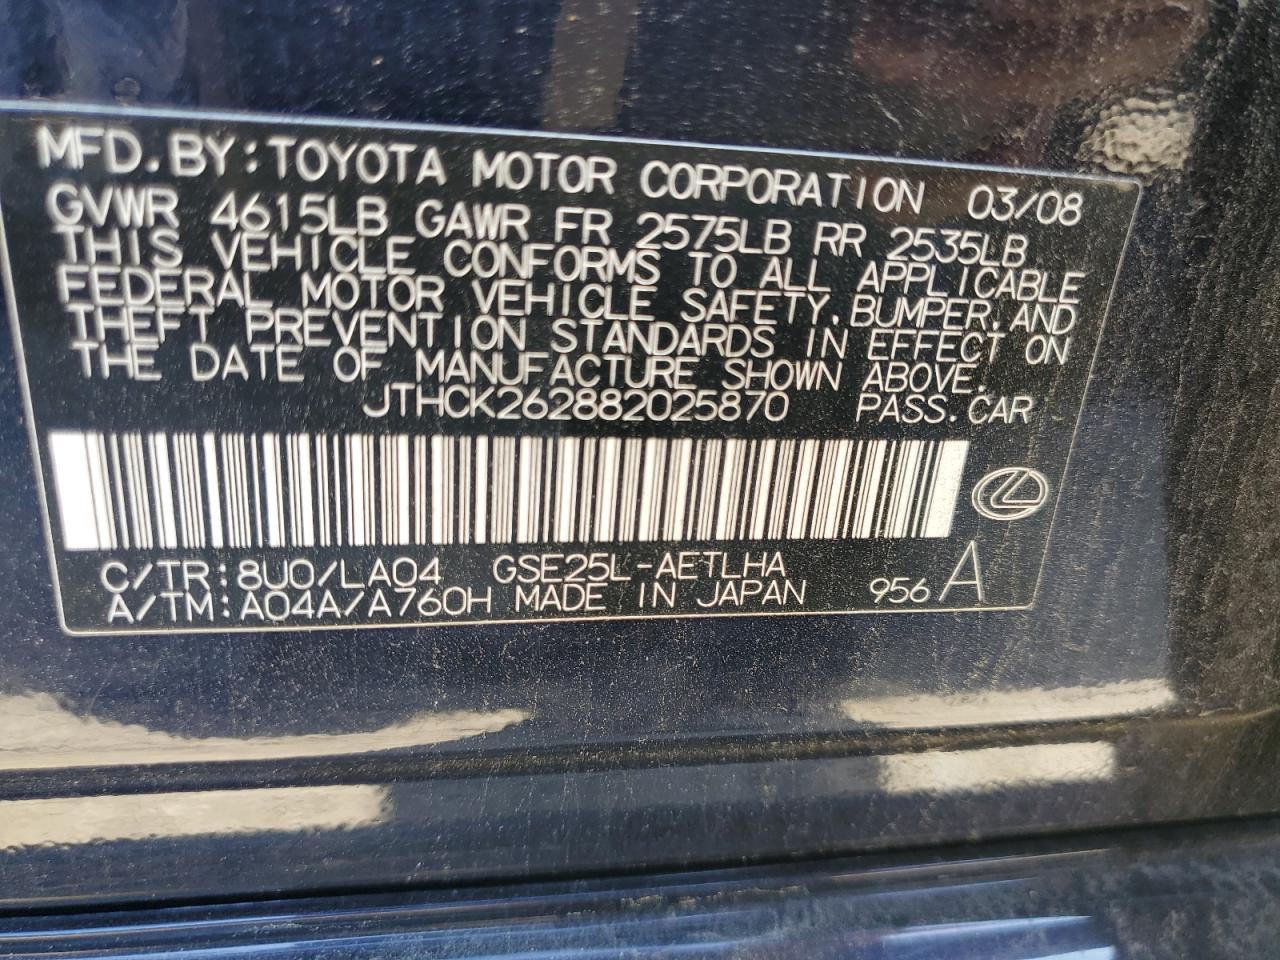 MFD.BY:TOYOTA MOTOR CORPORATION 03/08
GVWR 4615LB GAWR FR 2575LB RR 2535LB
THIS VEHICLE CONFORMS TO ALL APPLICABLE
FEDERAL MOTOR VEHICLE SAFETY,BUMPER,AND
THEFT PREVENTION STANDARDS IN EFFECT ON
THE DATE OF MANUFACTURE SHOWN ABOVE.
JTHCK262882025870 PASS.CAR
C/TR:8U0/LA04 GSE25L-AETLHA
A/TM:A04A/A760H MADE IN JAPAN 956 A